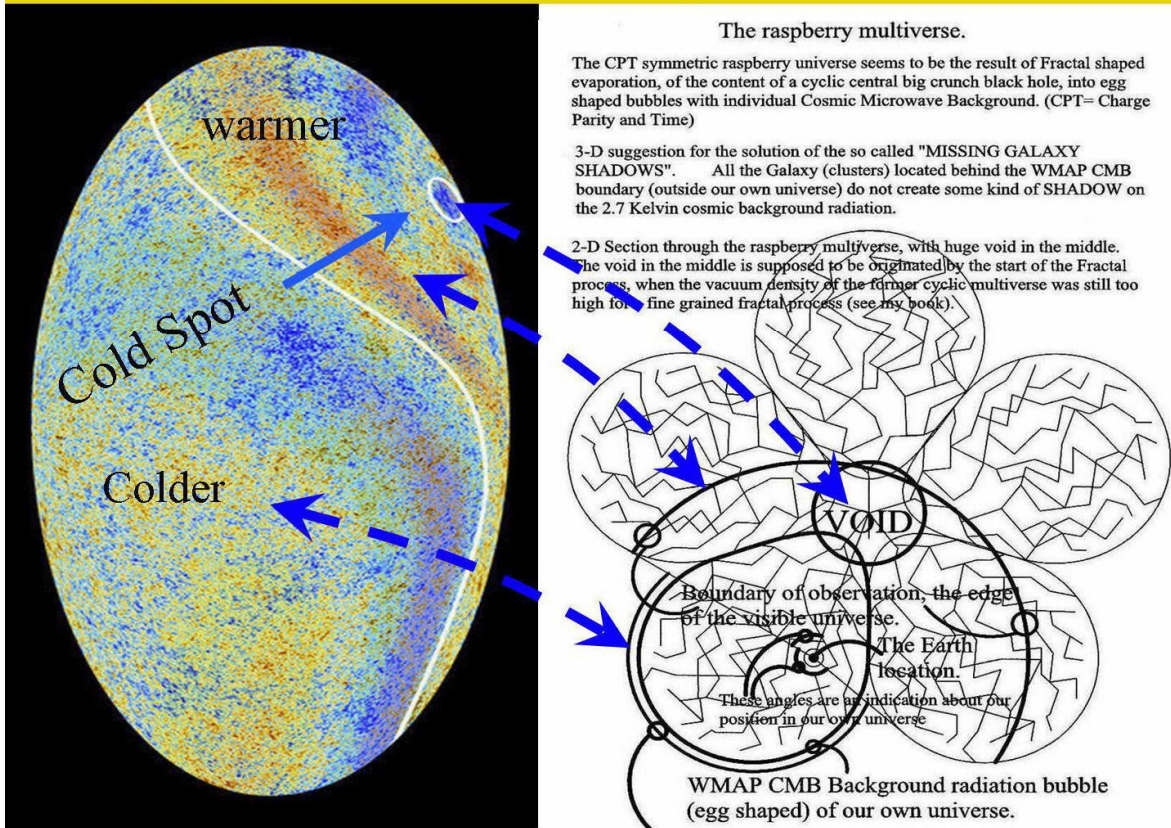 warmer
Cold Spot
Colder
The raspberry multiverse.
The CPT symmetric raspberry universe seems to be the result of Fractal shaped
evaporation, of the content of a cyclic central big crunch black hole, into egg
shaped bubbles with individual Cosmic Microwave Background. (CPT= Charge
Parity and Time)
3-D suggestion for the solution of the so called "MISSING GALAXY
SHADOWS". All the Galaxy (clusters) located behind the WMAP CMB
boundary (outside our own universe) do not create some kind of SHADOW on
the 2.7 Kelvin cosmic background radiation.
2-D Section through the raspberry multiverse, with huge void in the middle.
The void in the middle is supposed to be originated by the start of the Fractal
process, when the vacuum density of the former cyclic multiverse was still too
high for fine grained fractal process (see my book).
VOID
Boundary of observation, the edge
of the visible universe.
The Earth
location.
These angles are an indication about our
position in our own universe
WMAP CMB Background radiation bubble
(egg shaped) of our own universe.